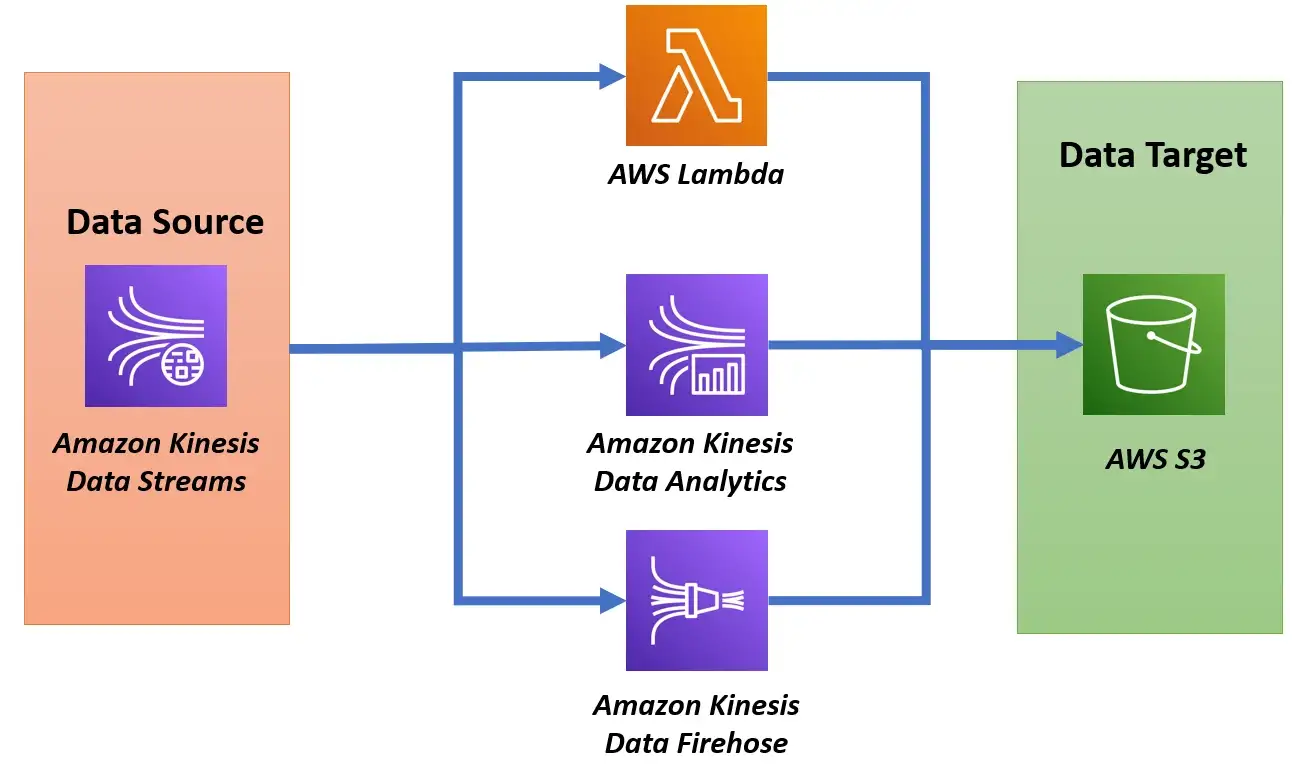 Data Source
Amazon Kinesis
Data Streams
AWS Lambda
Amazon Kinesis
Data Analytics
Amazon Kinesis
Data Firehose
Data Target
AWS S3